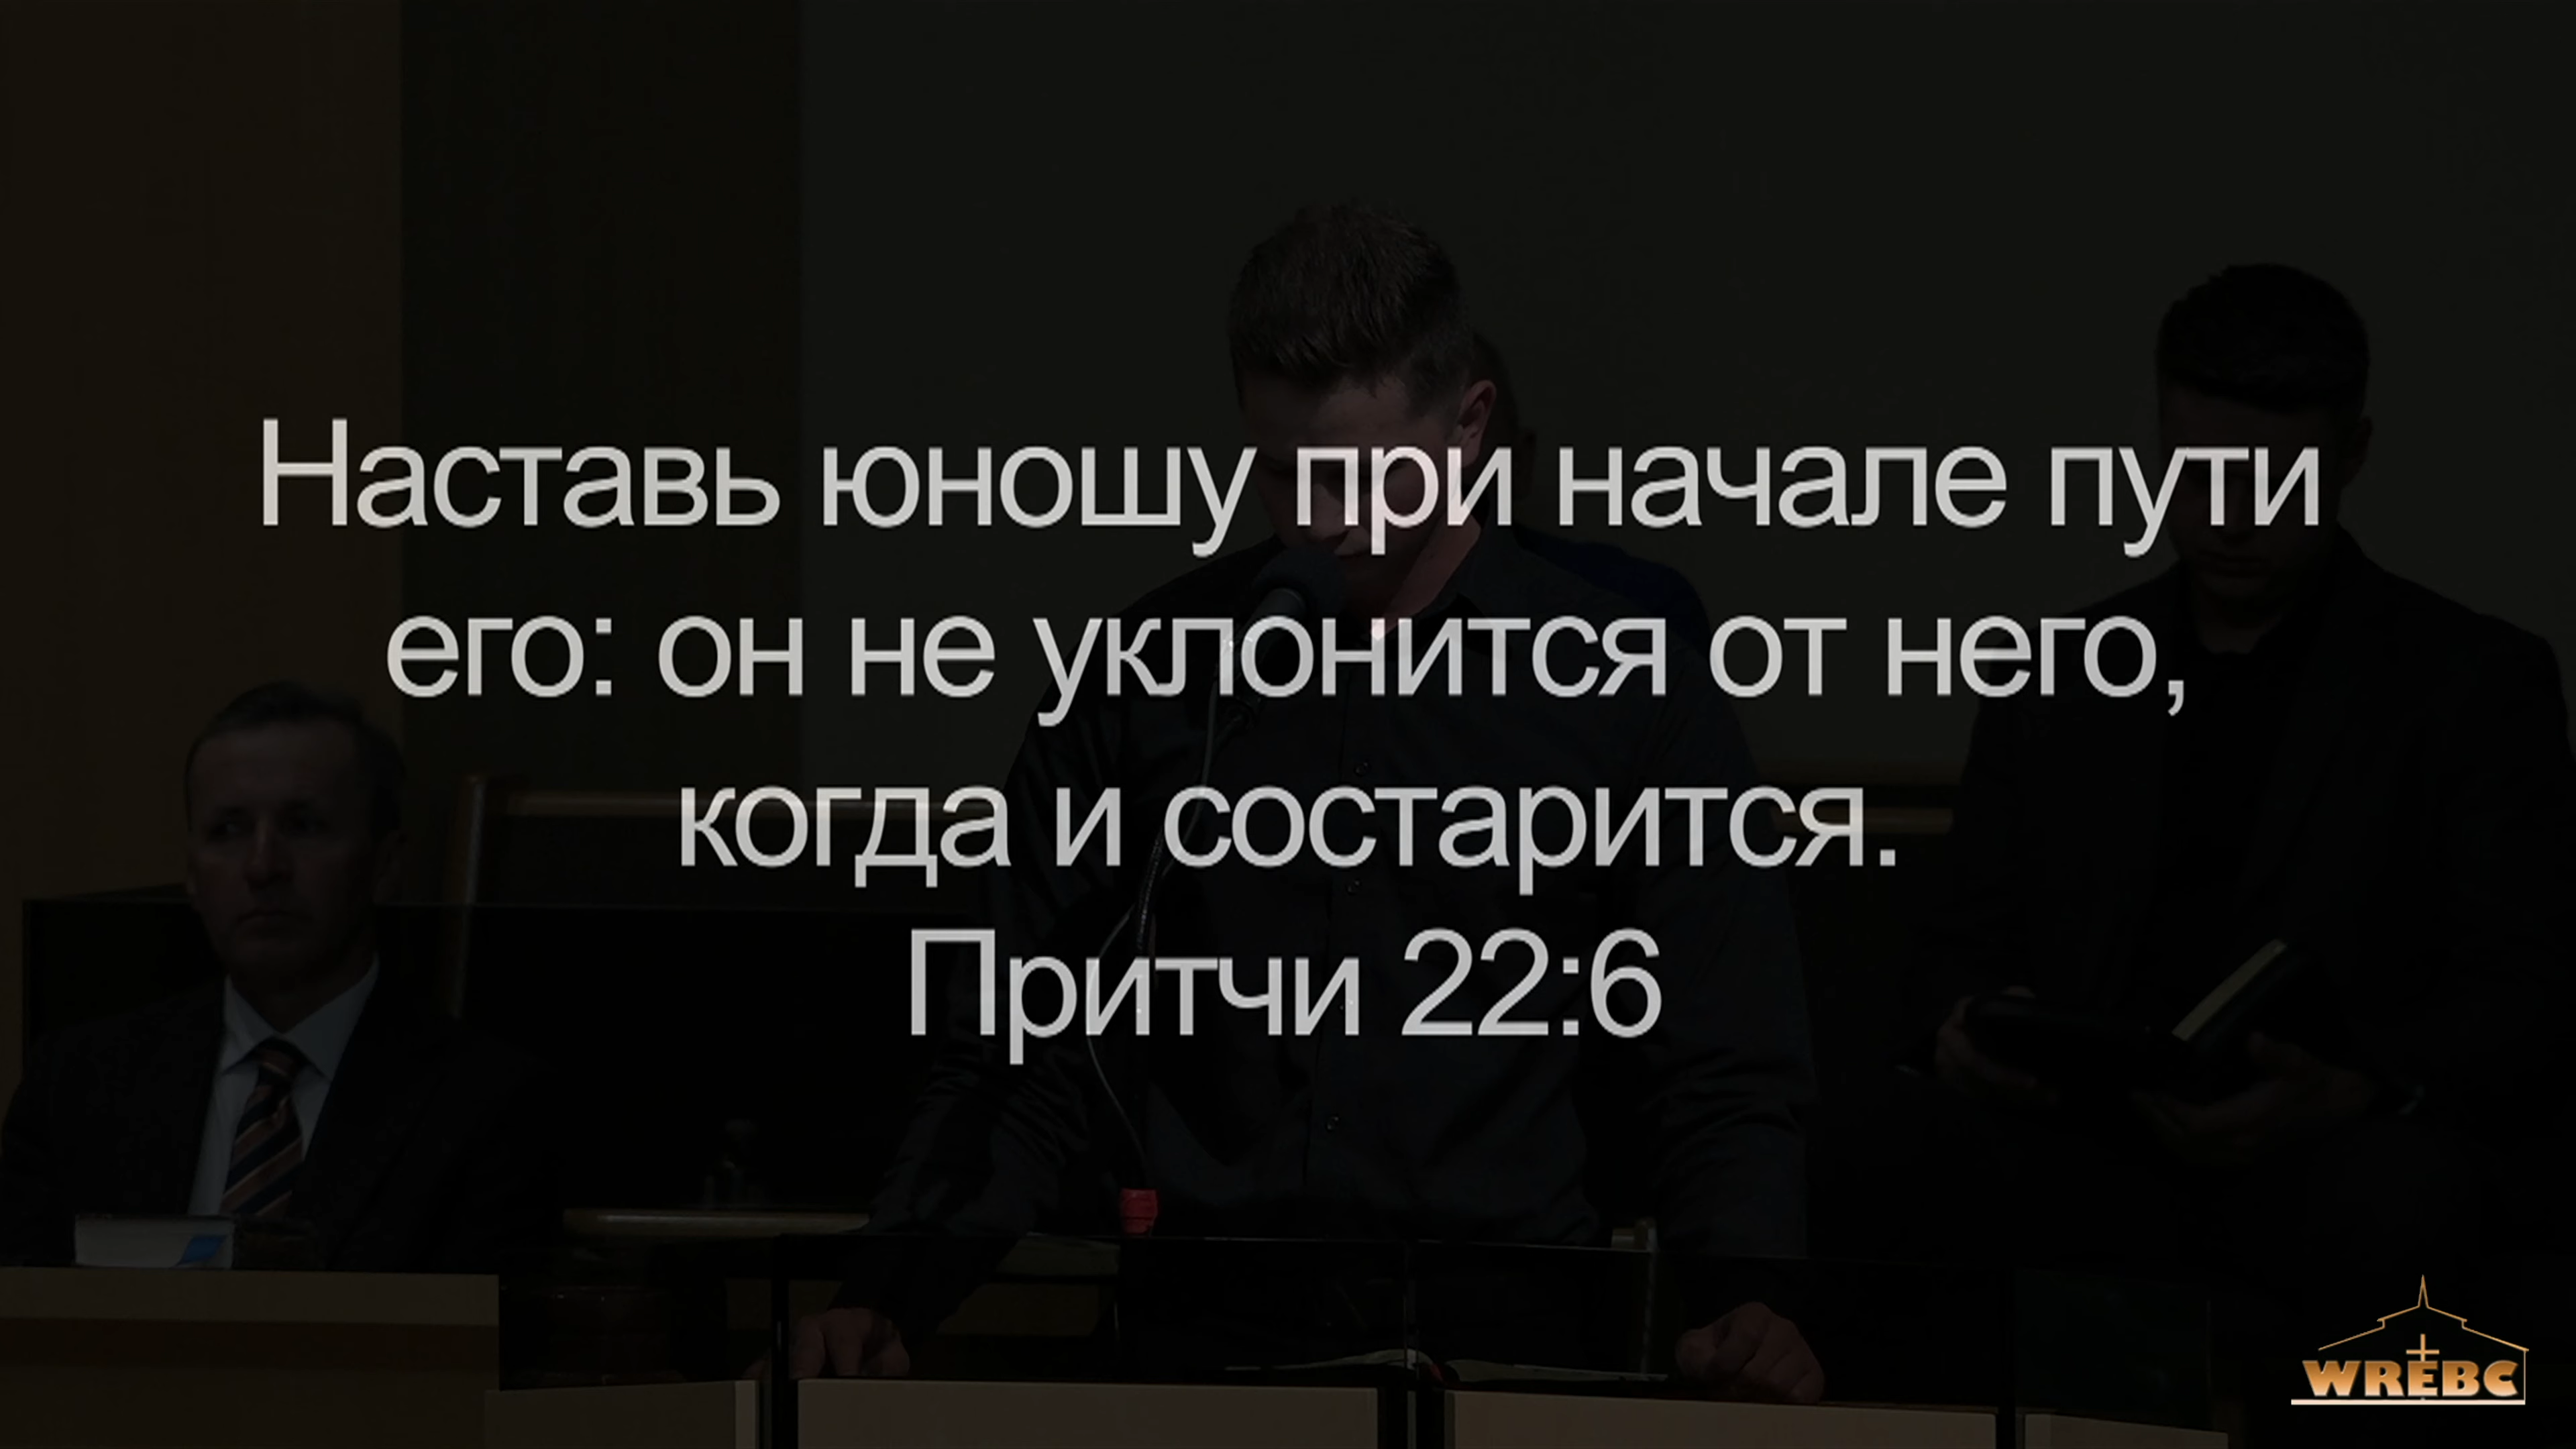 Наставь юношу при начале пути
его: он не уклонится от него,
когда и состарится.
Притчи 22:6
WREBC